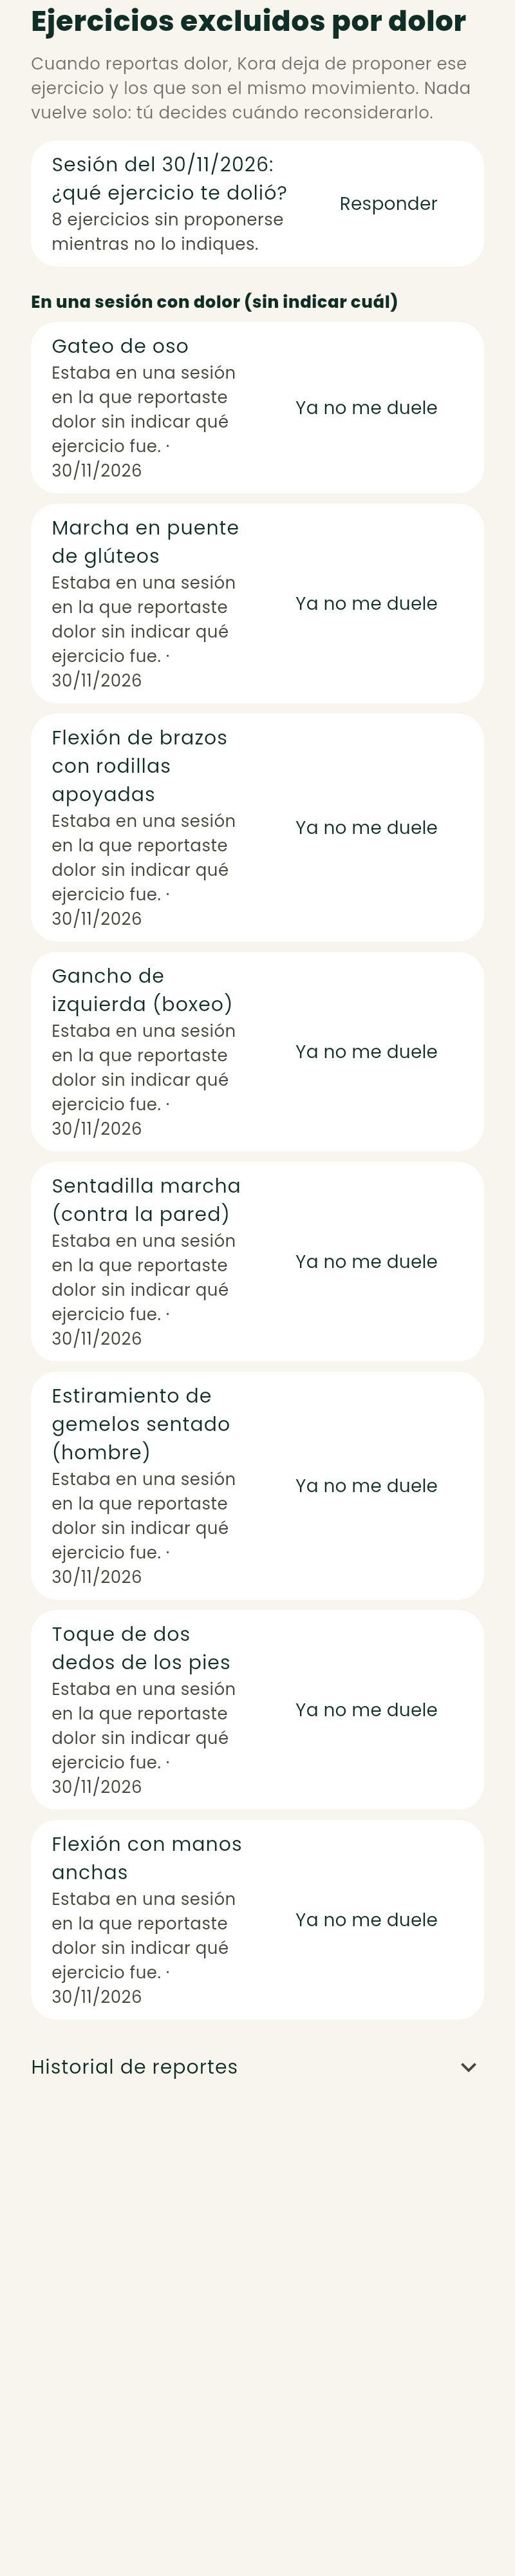 Ejercicios excluidos por dolor
Cuando reportas dolor, Kora deja de proponer ese
ejercicio y los que son el mismo movimiento. Nada
vuelve solo: tú decides cuándo reconsiderarlo.
Sesión del 30/11/2026:
¿qué ejercicio te dolió?
8 ejercicios sin proponerse
mientras no lo indiques.
Responder
En una sesión con dolor (sin indicar cuál)
Gateo de oso
Estaba en una sesión
en la que reportaste
dolor sin indicar qué
ejercicio fue. ·
30/11/2026
Ya no me duele
Marcha en puente
de glúteos
Estaba en una sesión
en la que reportaste
dolor sin indicar qué
ejercicio fue. ·
30/11/2026
Ya no me duele
Flexión de brazos
con rodillas
apoyadas
Estaba en una sesión
en la que reportaste
dolor sin indicar qué
ejercicio fue. ·
30/11/2026
Ya no me duele
Gancho de
izquierda (boxeo)
Estaba en una sesión
en la que reportaste
dolor sin indicar qué
ejercicio fue. ·
30/11/2026
Ya no me duele
Sentadilla marcha
(contra la pared)
Estaba en una sesión
en la que reportaste
dolor sin indicar qué
ejercicio fue. ·
30/11/2026
Ya no me duele
Estiramiento de
gemelos sentado
(hombre)
Estaba en una sesión
en la que reportaste
dolor sin indicar qué
ejercicio fue. ·
30/11/2026
Ya no me duele
Toque de dos
dedos de los pies
Estaba en una sesión
en la que reportaste
dolor sin indicar qué
ejercicio fue. ·
30/11/2026
Ya no me duele
Flexión con manos
anchas
Estaba en una sesión
en la que reportaste
dolor sin indicar qué
ejercicio fue. ·
30/11/2026
Ya no me duele
Historial de reportes